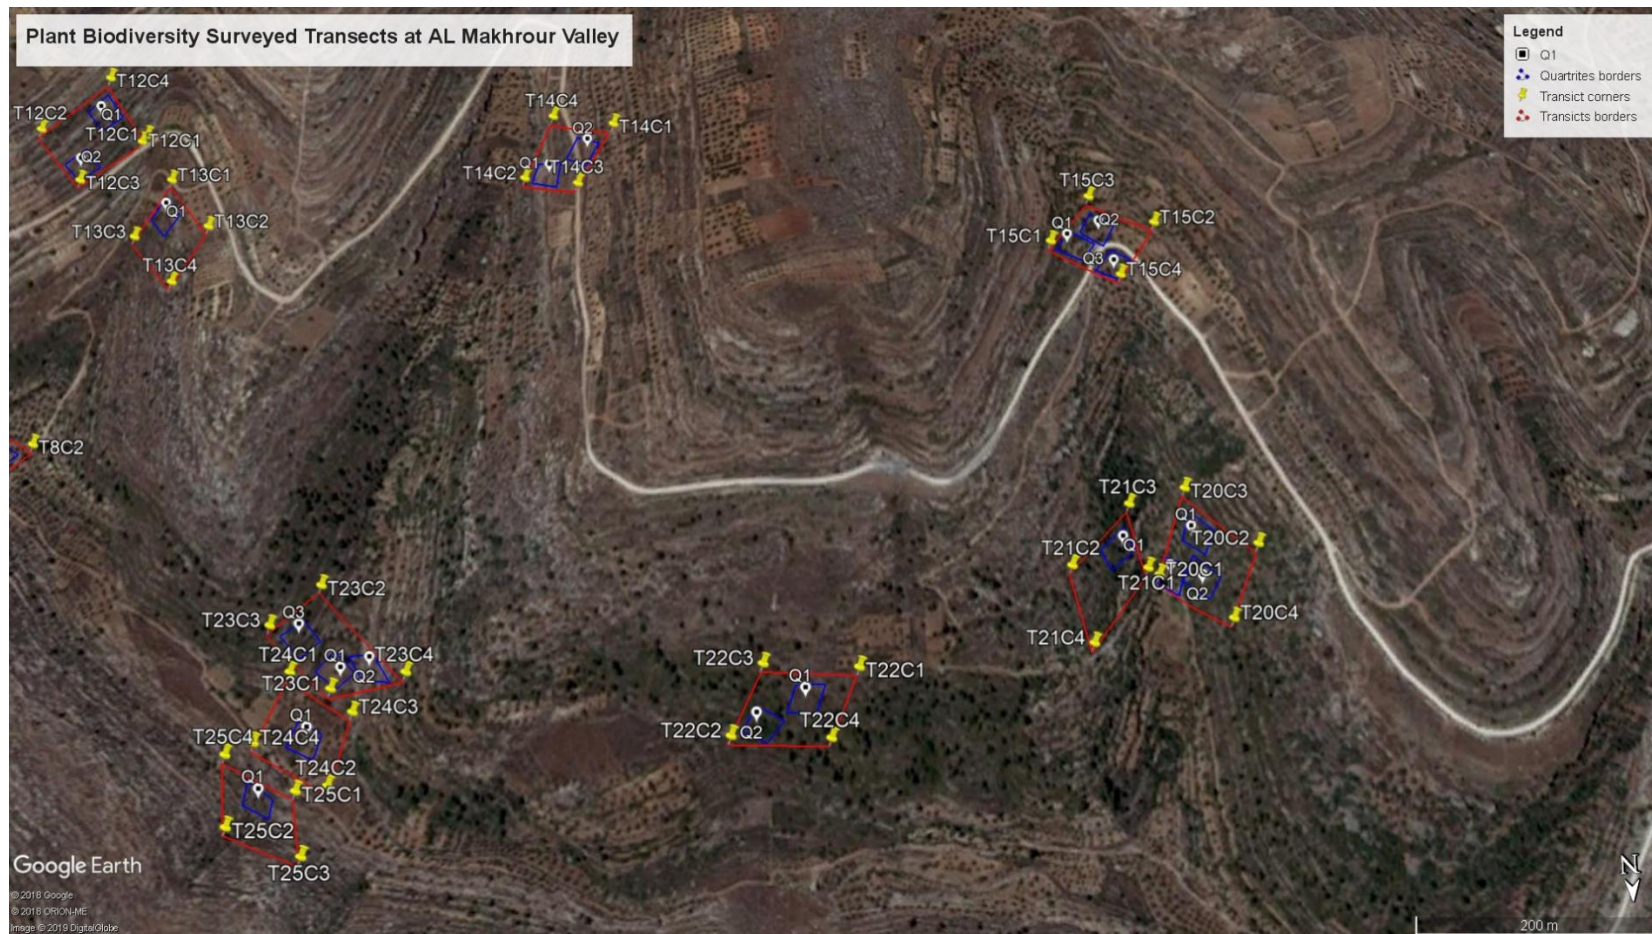 Plant Biodiversity Surveyed Transects at AL Makhrour Valley
Legend
Q1
Quartrites borders
Transict corners
Transicts borders
T12C4
T12C2
Q1
T12C1
T12C1
Q2
T12C3
T13C1
Q1
T13C2
T13C3
T13C4
T14C4
T14C1
Q2
Q1
T14C3
T14C2
T15C3
T15C2
Q1
Q2
T15C1
Q3
T15C4
T8C2
T21C3
T20C3
Q1
T20C2
Q1
T21C2
T20C1
T21C1
Q2
T20C4
T21C4
T23C2
T23C3
Q3
T24C1
Q1
T23C4
Q2
T23C1
T24C3
Q1
T24C4
T25C4
T24C2
Q1
T25C1
T25C2
T25C3
T22C3
T22C1
Q1
T22C4
T22C2
Q2
Google Earth
© 2018 Google
© 2018 ORION-ME
Image © 2019 DigitalGlobe
N
200 m